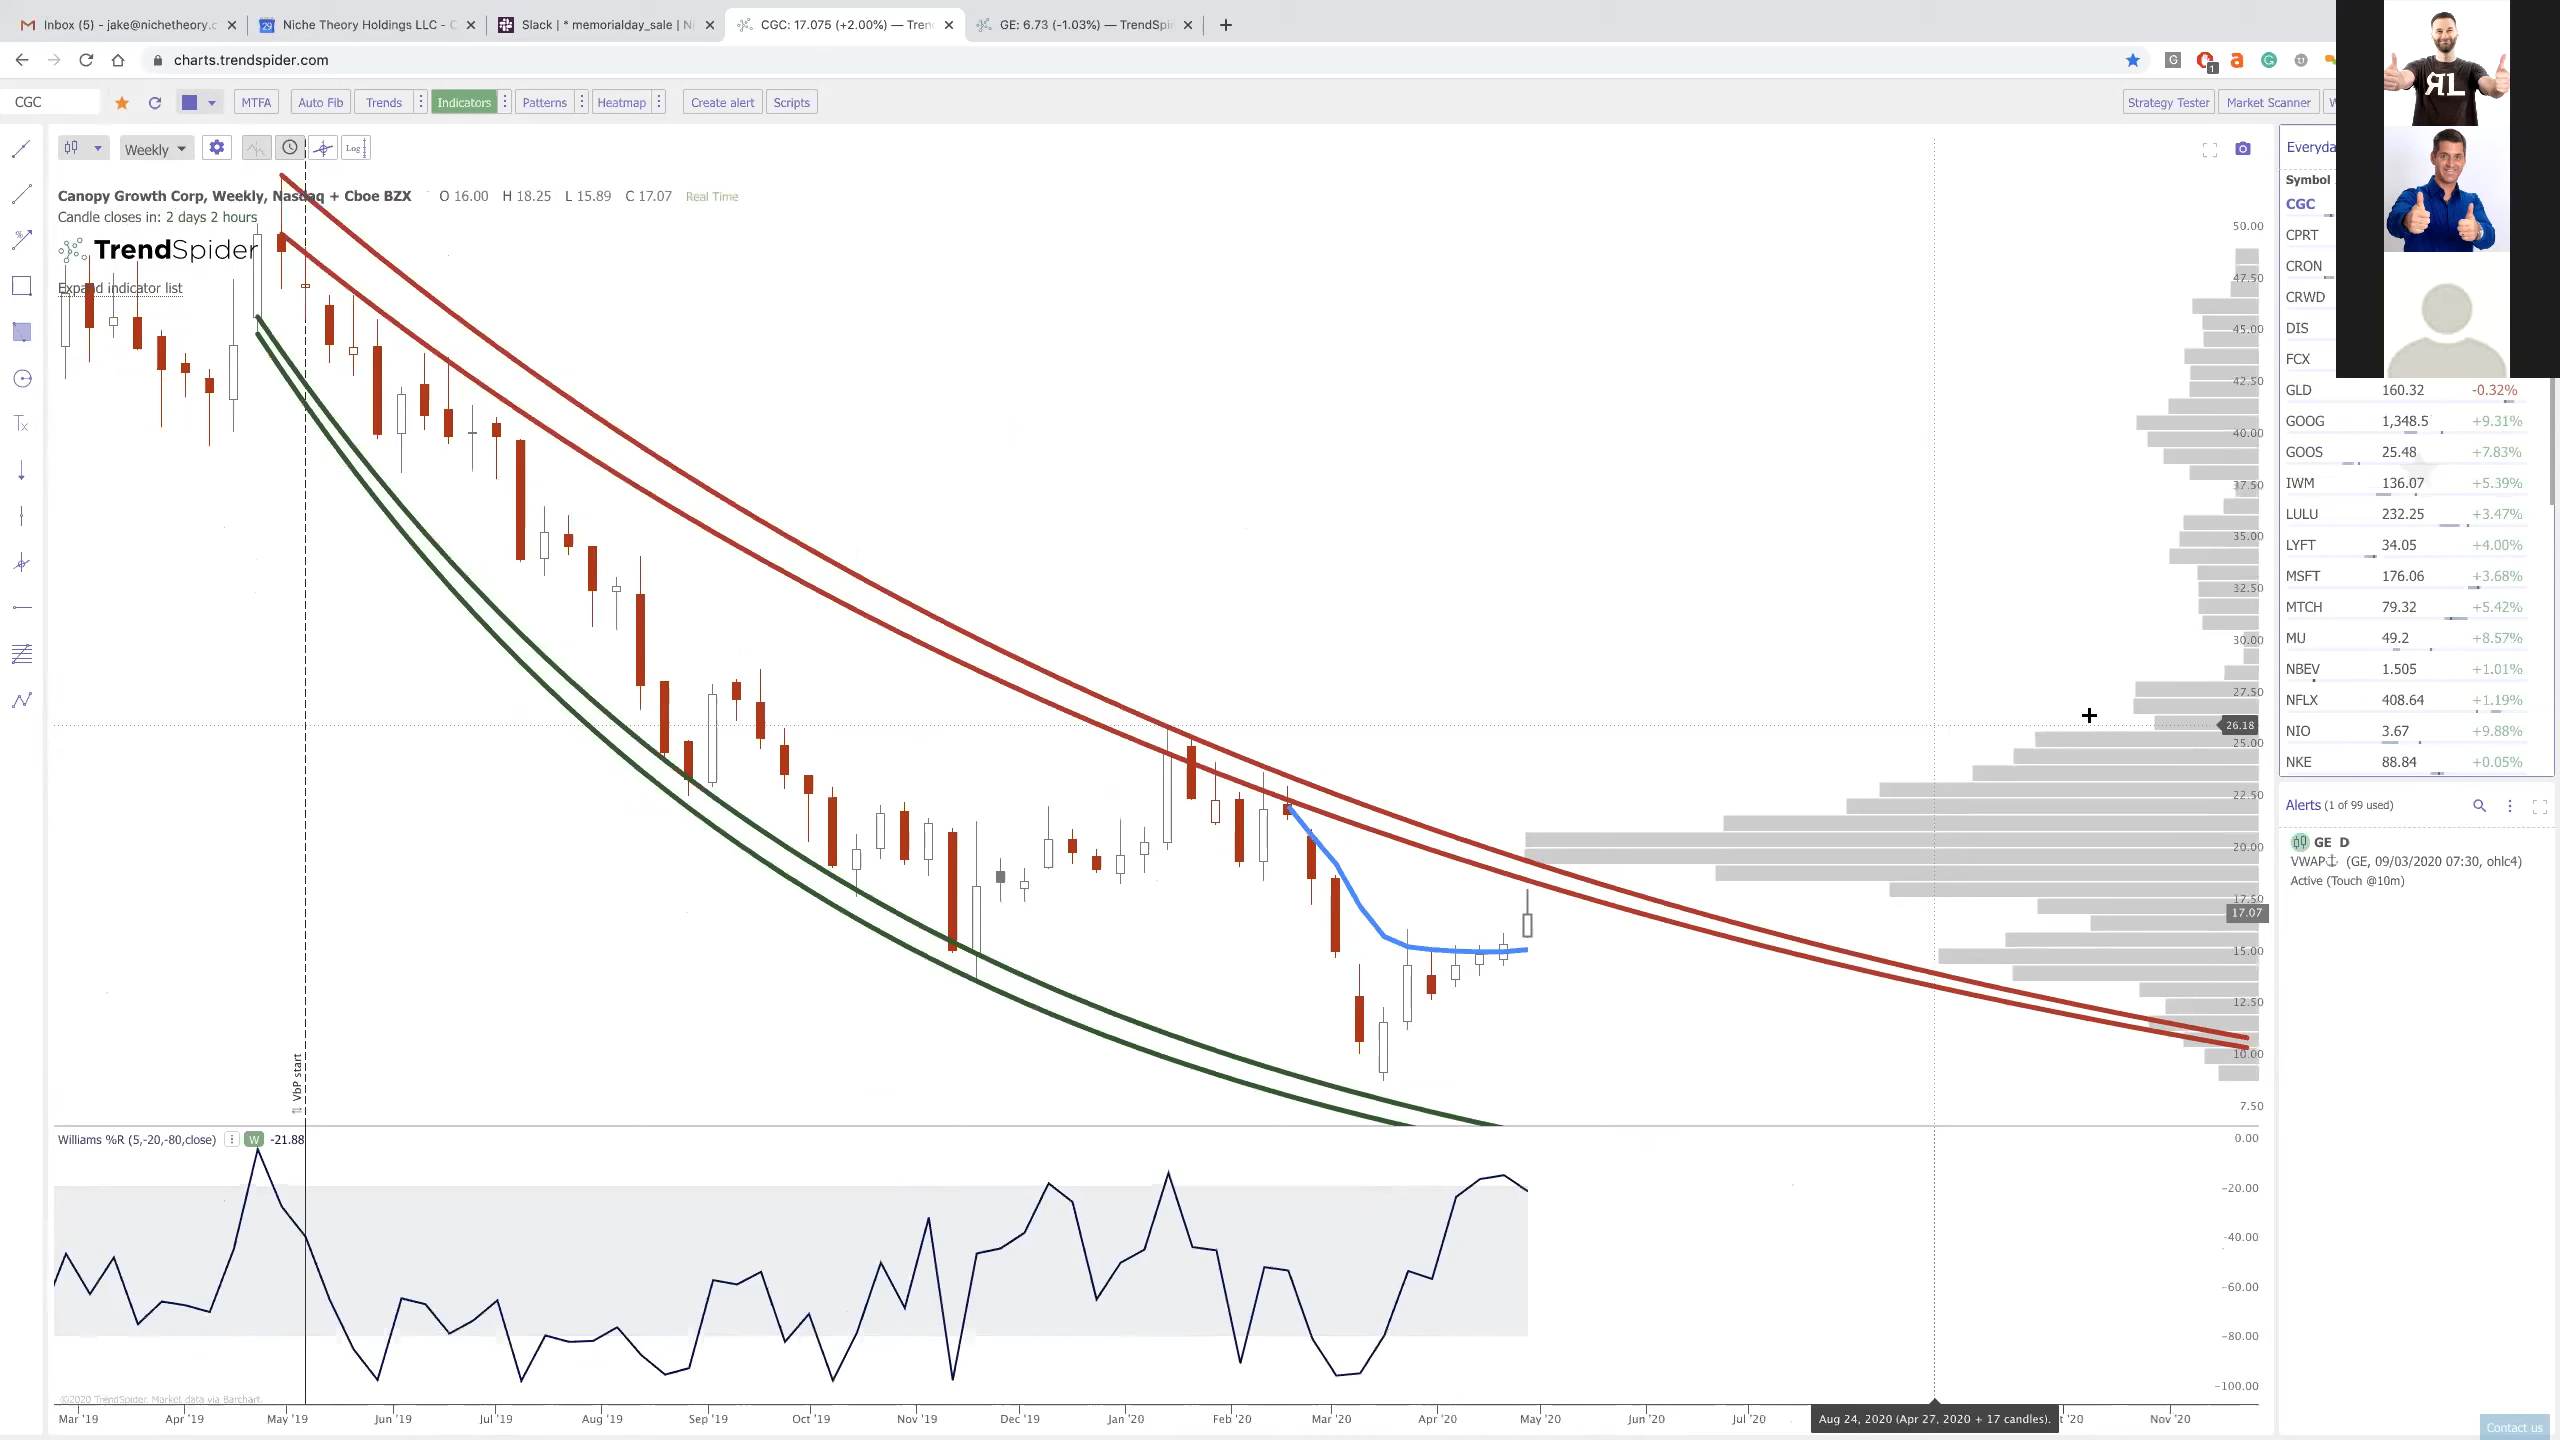 Inbox (5) - jake@nichetheory.c
Niche Theory Holdings LLC - C
Slack | * memorialday_sale | Ni
CGC: 17.075 (+2.00%) — Tren
GE: 6.73 (-1.03%) — TrendSpi
charts.trendspider.com
CGC
MTFA
Auto Fib
Trends
Indicators
Patterns
Heatmap
Create alert
Scripts
Strategy Tester
Market Scanner
W
Weekly
Log
Canopy Growth Corp, Weekly, Nasdaq + Cboe BZX O 16.00 H 18.25 L 15.89 C 17.07 Real Time
Candle closes in: 2 days 2 hours
TrendSpider
Expand indicator list
50.00
47.50
45.00
42.50
40.00
37.50
35.00
32.50
30.00
27.50
26.18
25.00
22.50
20.00
17.50
17.07
15.00
12.50
10.00
7.50
VbP start
Williams %R (5,-20,-80,close) W -21.88
0.00
-20.00
-40.00
-60.00
-80.00
-100.00
©2020 TrendSpider. Market data via Barchart.
Mar '19 Apr '19 May '19 Jun '19 Jul '19 Aug '19 Sep '19 Oct '19 Nov '19 Dec '19 Jan '20 Feb '20 Mar '20 Apr '20 May '20 Jun '20 Jul '20 Aug 24, 2020 (Apr 27, 2020 + 17 candles). t '20 Nov '20
Everyda
Symbol
CGC
CPRT
CRON
CRWD
DIS
FCX
GLD 160.32 -0.32%
GOOG 1,348.5 +9.31%
GOOS 25.48 +7.83%
IWM 136.07 +5.39%
LULU 232.25 +3.47%
LYFT 34.05 +4.00%
MSFT 176.06 +3.68%
MTCH 79.32 +5.42%
MU 49.2 +8.57%
NBEV 1.505 +1.01%
NFLX 408.64 +1.19%
NIO 3.67 +9.88%
NKE 88.84 +0.05%
Alerts (1 of 99 used)
GE D
VWAP (GE, 09/03/2020 07:30, ohlc4)
Active (Touch @10m)
Contact us